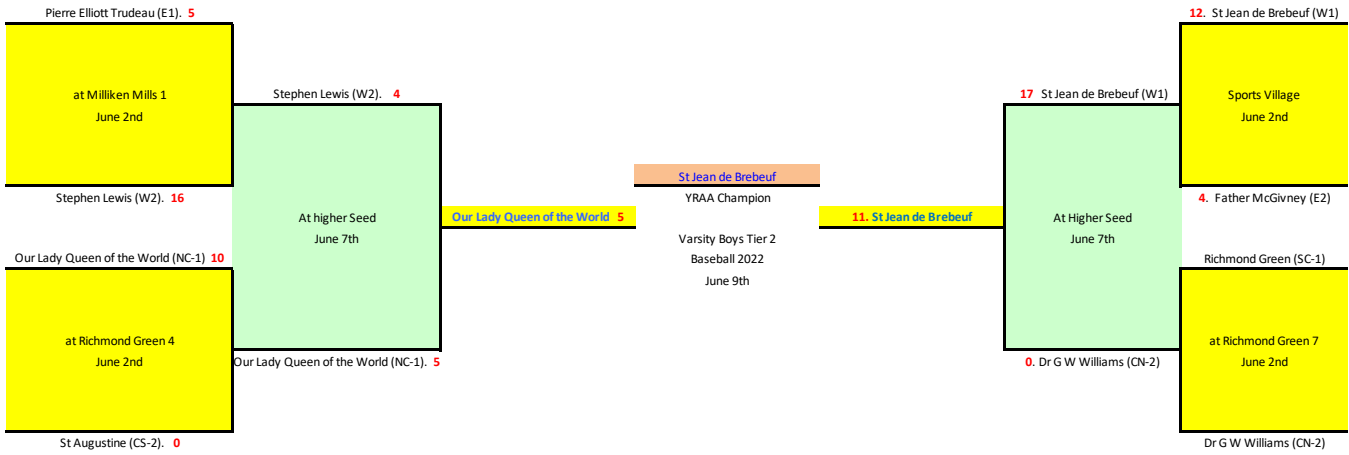 Pierre Elliott Trudeau (E1). 5
12. St Jean de Brebeuf (W1)
at Milliken Mills 1
June 2nd
Stephen Lewis (W2). 4
17 St Jean de Brebeuf (W1)
Sports Village
June 2nd
St Jean de Brebeuf
Stephen Lewis (W2). 16
YRAA Champion
4. Father McGivney (E2)
At higher Seed
June 7th
Our Lady Queen of the World 5
11. St Jean de Brebeuf
At Higher Seed
June 7th
Varsity Boys Tier 2
Baseball 2022
June 9th
Our Lady Queen of the World (NC-1) 10
Richmond Green (SC-1)
at Richmond Green 4
June 2nd
Our Lady Queen of the World (NC-1). 5
0. Dr G W Williams (CN-2)
at Richmond Green 7
June 2nd
St Augustine (CS-2). 0
Dr G W Williams (CN-2)